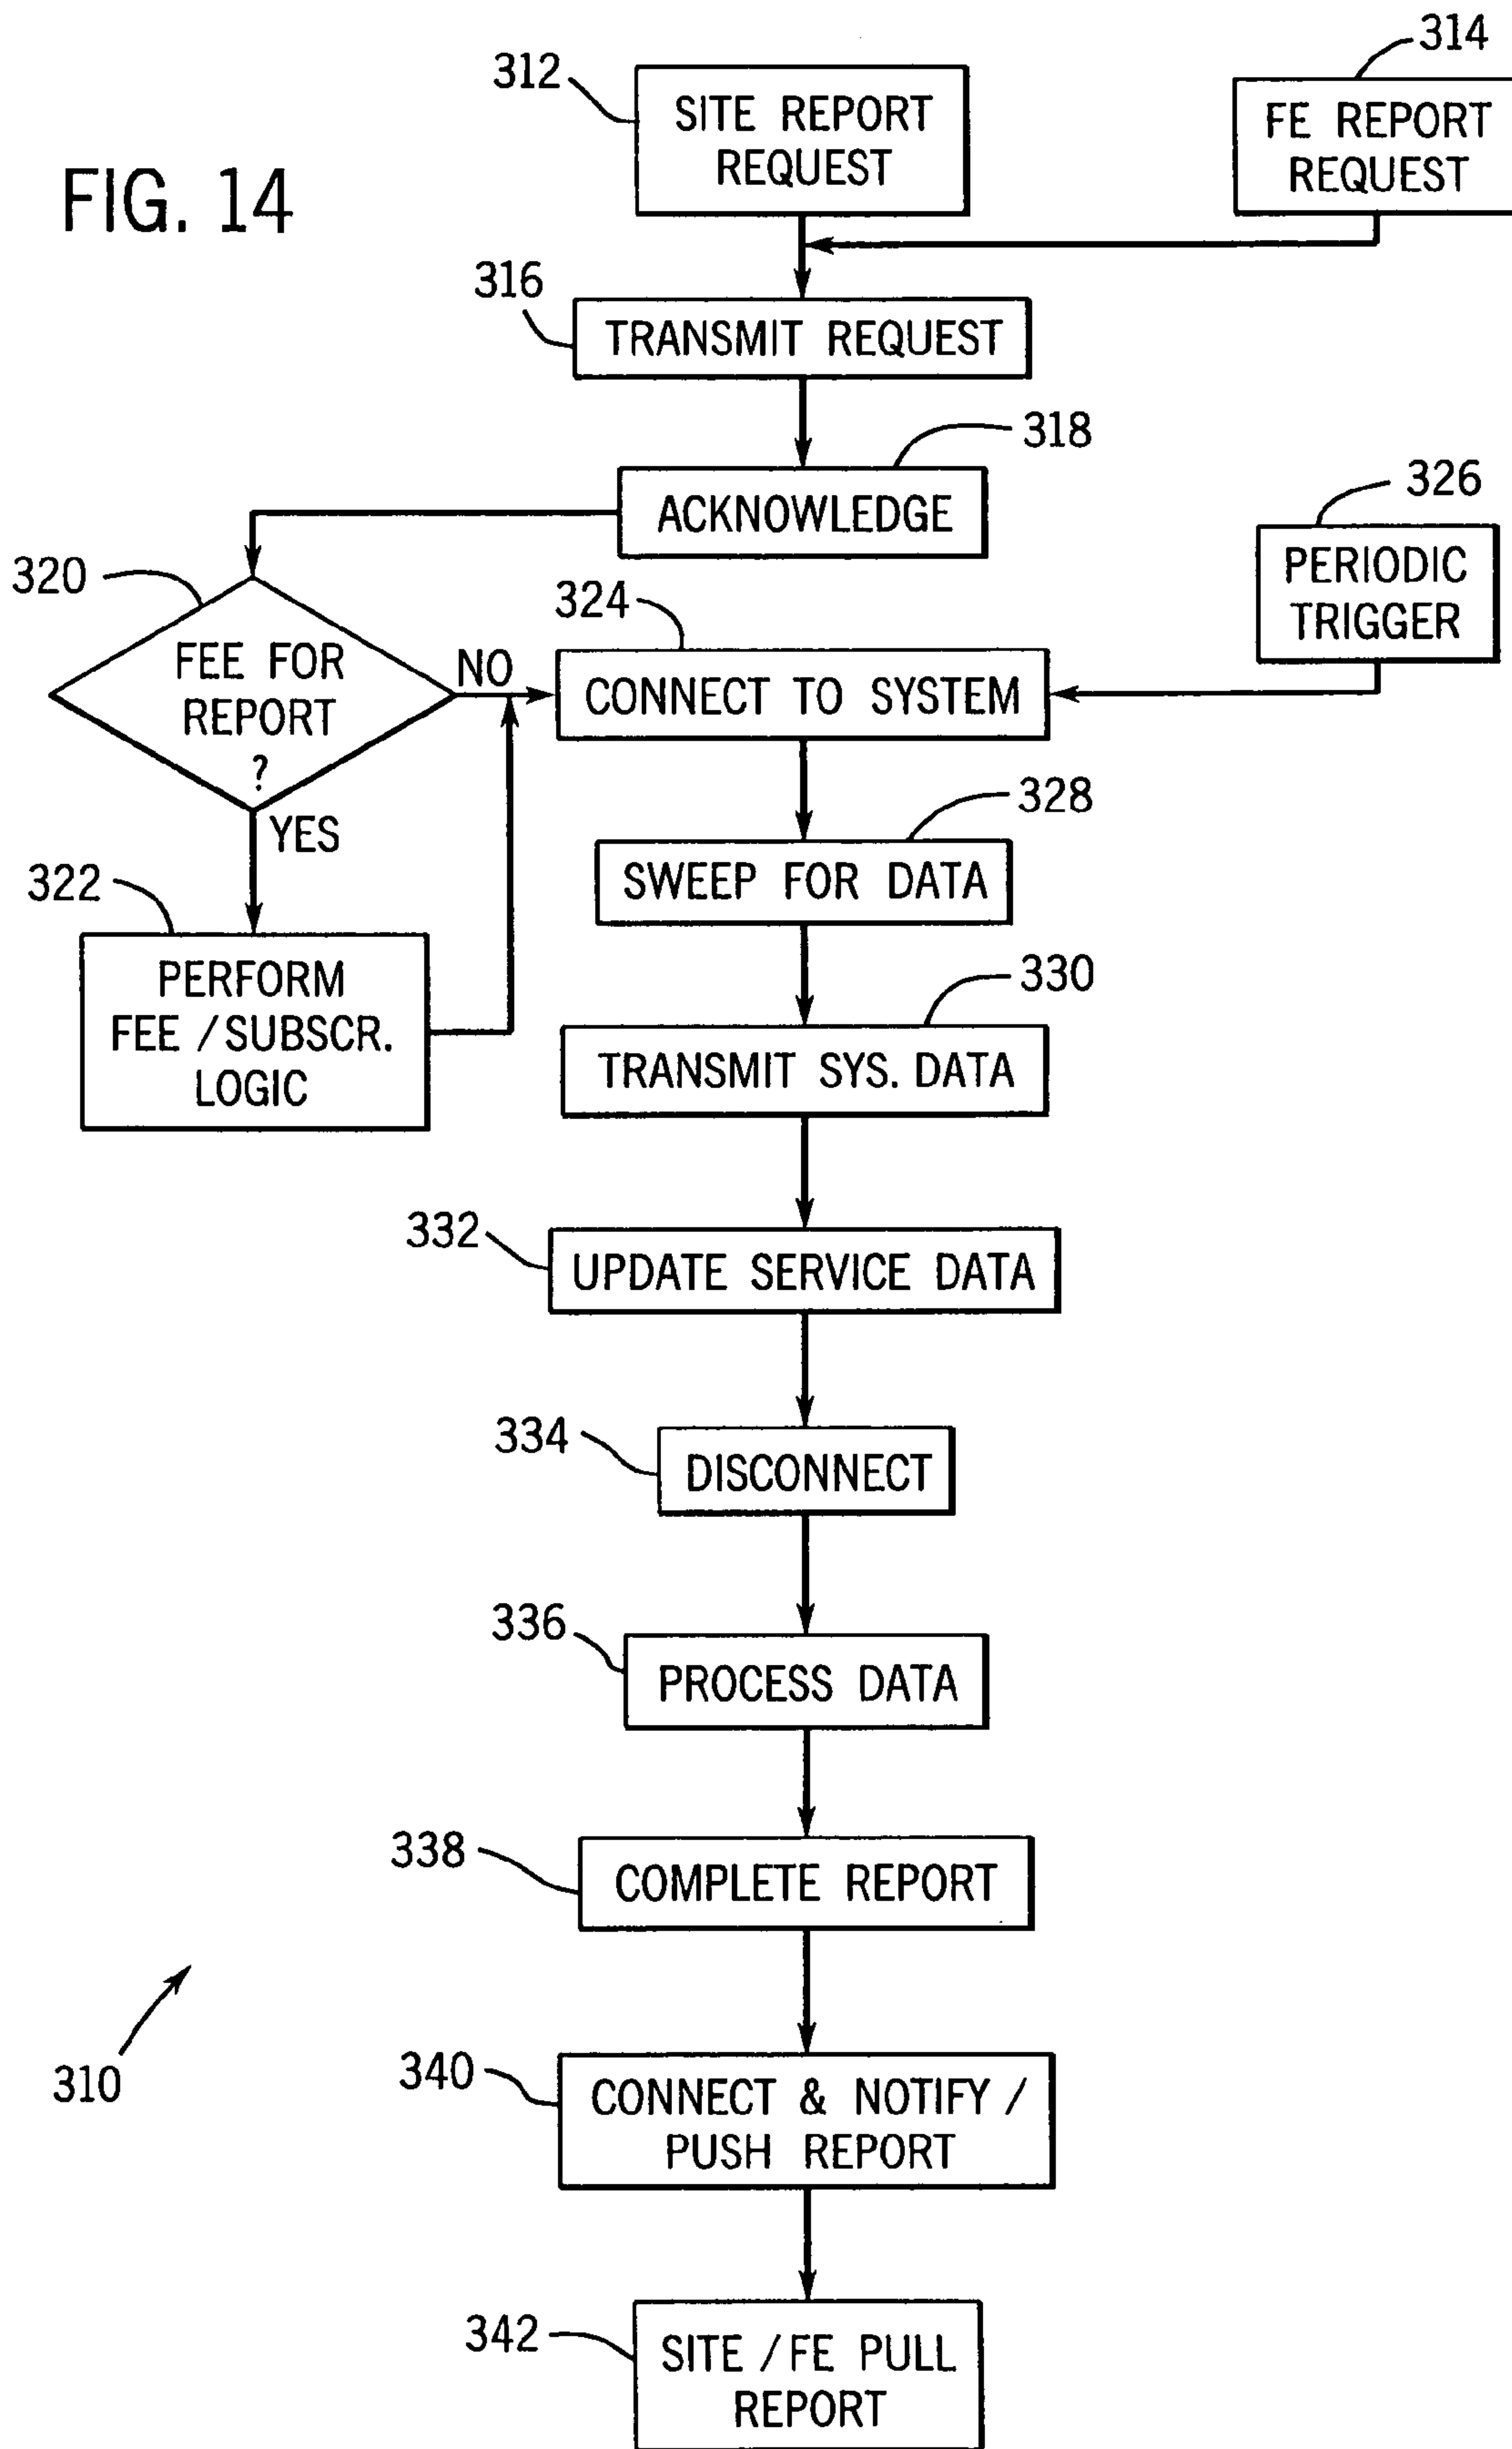 FIG. 14
312
SITE REPORT
REQUEST
314
FE REPORT
REQUEST
316
TRANSMIT REQUEST
318
ACKNOWLEDGE
320
FEE FOR
REPORT
?
NO
YES
322
PERFORM
FEE / SUBSCR.
LOGIC
324
CONNECT TO SYSTEM
326
PERIODIC
TRIGGER
328
SWEEP FOR DATA
330
TRANSMIT SYS. DATA
332
UPDATE SERVICE DATA
334
DISCONNECT
336
PROCESS DATA
338
COMPLETE REPORT
310
340
CONNECT & NOTIFY /
PUSH REPORT
342
SITE / FE PULL
REPORT